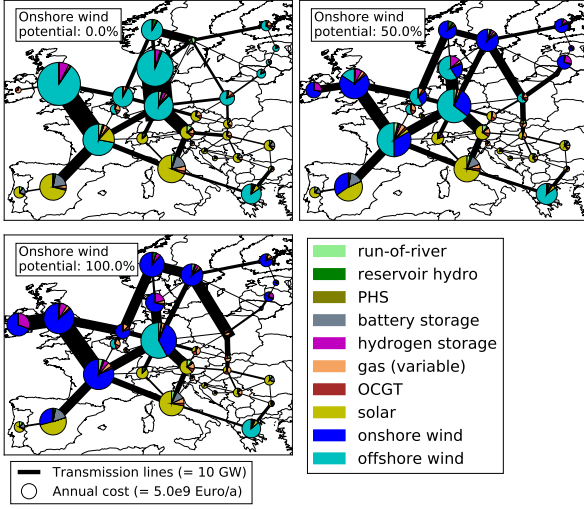 Onshore wind
potential: 0.0%
Onshore wind
potential: 50.0%
Onshore wind
potential: 100.0%
run-of-river
reservoir hydro
PHS
battery storage
hydrogen storage
gas (variable)
OCGT
solar
onshore wind
offshore wind
Transmission lines (= 10 GW)
Annual cost (= 5.0e9 Euro/a)